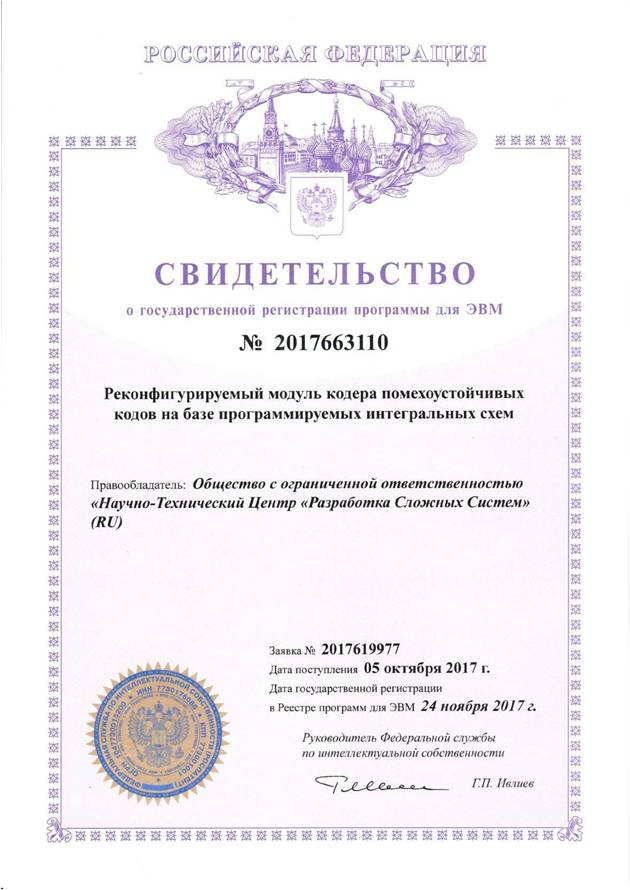 РОССИЙСКАЯ ФЕДЕРАЦИЯ
СВИДЕТЕЛЬСТВО
о государственной регистрации программы для ЭВМ
№ 2017663110
Реконфигурируемый модуль кодера помехоустойчивых
кодов на базе программируемых интегральных схем
Правообладатель: Общество с ограниченной ответственностью
«Научно-Технический Центр «Разработка Сложных Систем»
(RU)
Заявка № 2017619977
Дата поступления 05 октября 2017 г.
Дата государственной регистрации
в Реестре программ для ЭВМ 24 ноября 2017 г.
Руководитель Федеральной службы
по интеллектуальной собственности
Г.П. Ивлиев
ФЕДЕРАЛЬНАЯ СЛУЖБА ПО ИНТЕЛЛЕКТУАЛЬНОЙ СОБСТВЕННОСТИ (РОСПАТЕНТ)